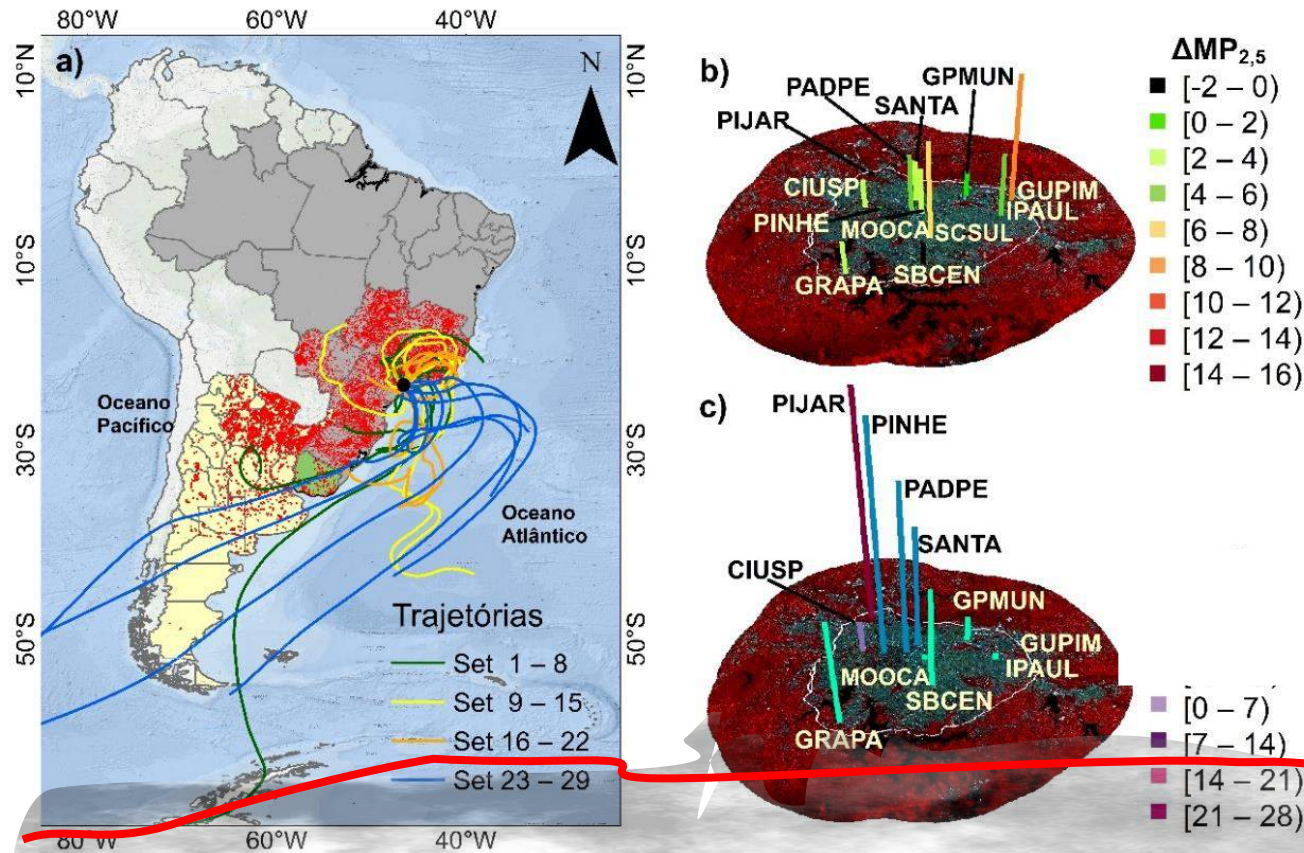 80°W 60°W 40°W
10°N
10°S
30°S
50°S
a)
N
Oceano
Pacífico
Oceano
Atlântico
Trajetórias
Set 1 – 8
Set 9 – 15
Set 16 – 22
Set 23 – 29
10°N
10°S
30°S
50°S
80°W 60°W 40°W
b)
GPMUN
PADPE
SANTA
PIJAR
CIUSP
GUPIM
PINHE
IPAUL
MOOCA
SCSUL
SBCEN
GRAPA
ΔMP2,5
[-2 – 0)
[0 – 2)
[2 – 4)
[4 – 6)
[6 – 8)
[8 – 10)
[10 – 12)
[12 – 14)
[14 – 16)
c)
PIJAR
PINHE
PADPE
SANTA
CIUSP
GPMUN
GUPIM
IPAUL
MOOCA
SBCEN
GRAPA
[0 – 7)
[7 – 14)
[14 – 21)
[21 – 28)